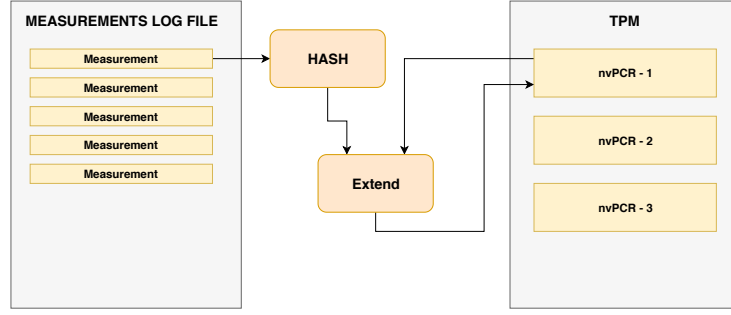 MEASUREMENTS LOG FILE
Measurement
Measurement
Measurement
Measurement
Measurement
HASH
Extend
TPM
nvPCR - 1
nvPCR - 2
nvPCR - 3